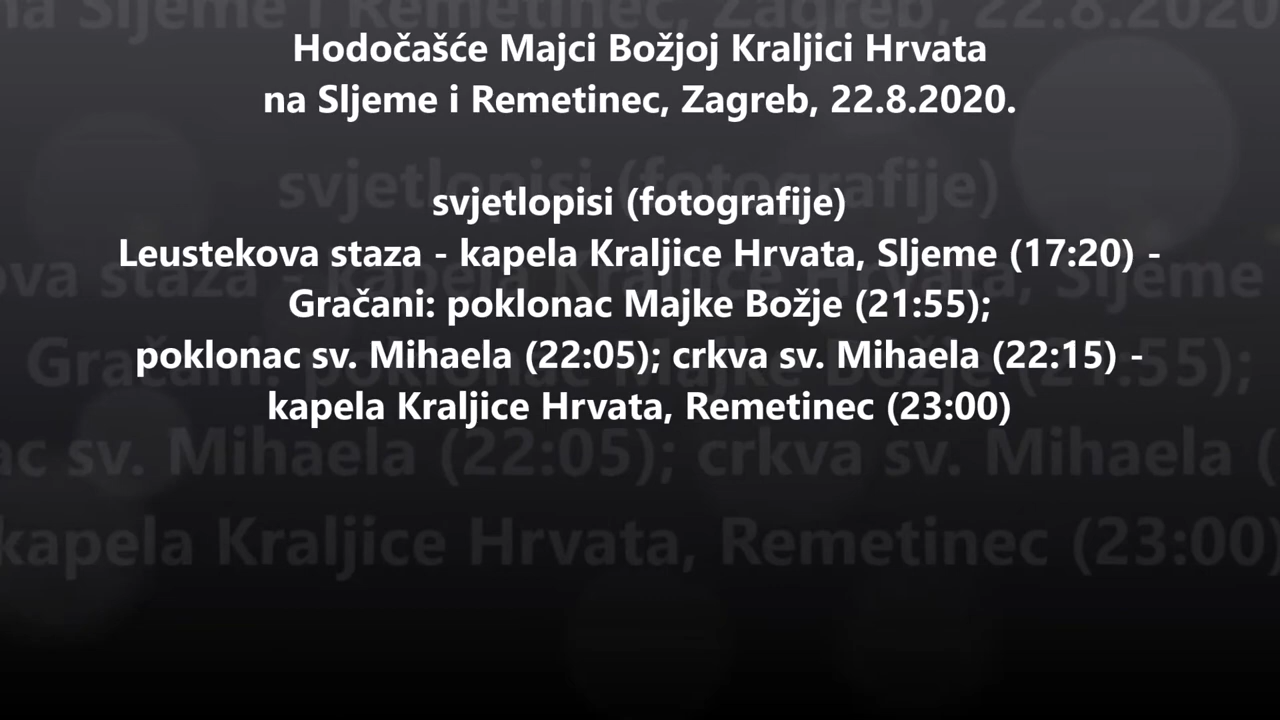 Hodočašće Majci Božjoj Kraljici Hrvata
na Sljeme i Remetinec, Zagreb, 22.8.2020.
svjetlopisi (fotografije)
Leustekova staza - kapela Kraljice Hrvata, Sljeme (17:20) -
Gračani: poklonac Majke Božje (21:55);
poklonac sv. Mihaela (22:05); crkva sv. Mihaela (22:15) -
kapela Kraljice Hrvata, Remetinec (23:00)